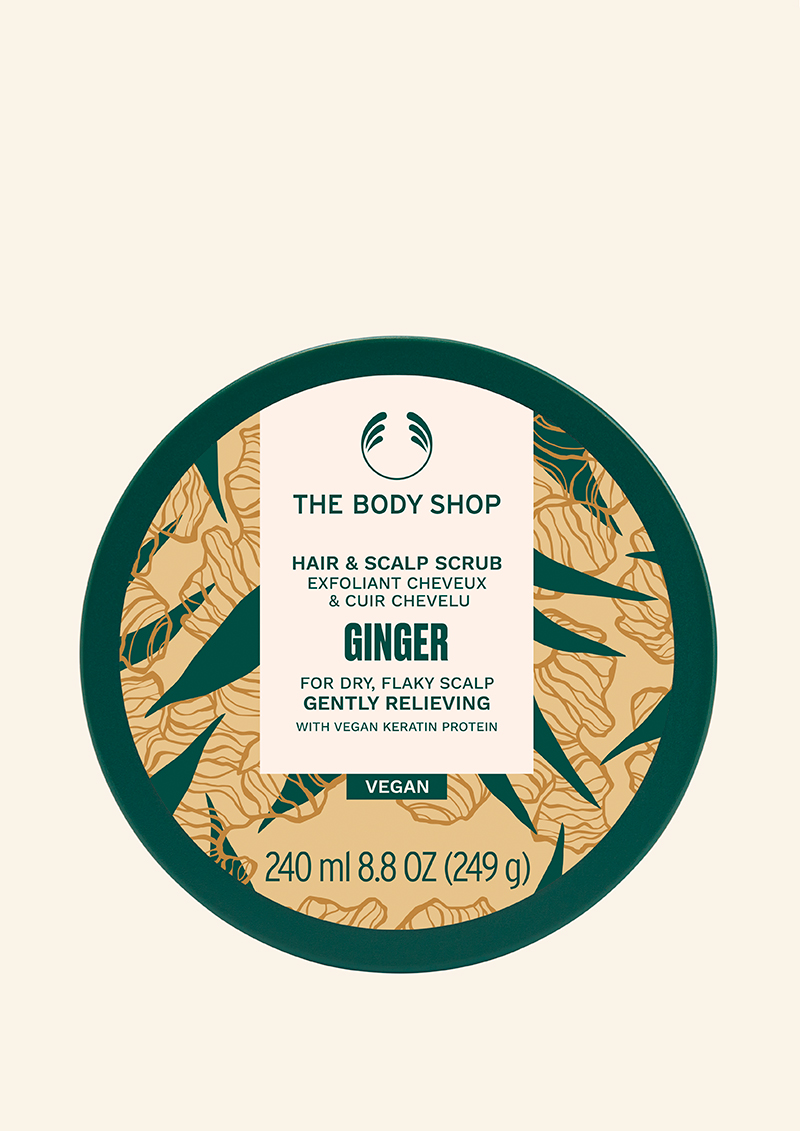 THE BODY SHOP
HAIR & SCALP SCRUB
EXFOLIANT CHEVEUX
& CUIR CHEVELU
GINGER
FOR DRY, FLAKY SCALP
GENTLY RELIEVING
WITH VEGAN KERATIN PROTEIN
VEGAN
240 ml 8.8 OZ (249 g)